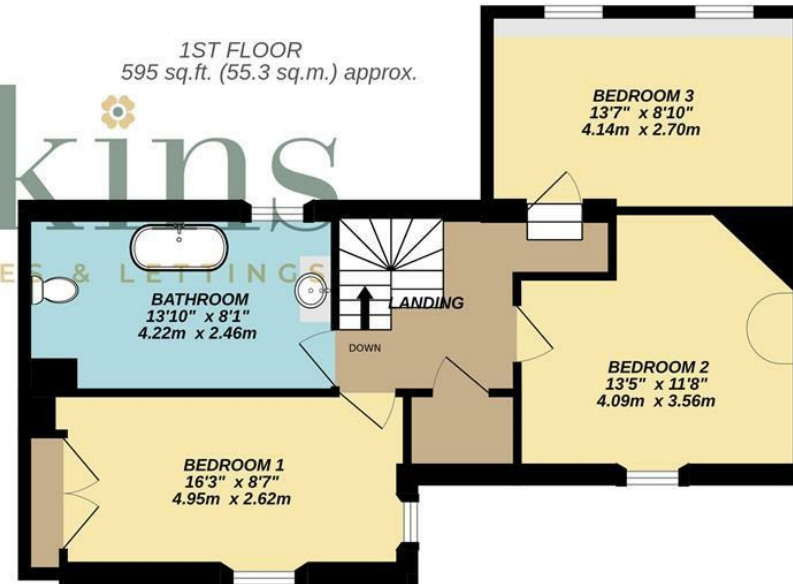 1ST FLOOR
595 sq.ft. (55.3 sq.m.) approx.
kins
ES & LETTINGS
BEDROOM 3
13'7" x 8'10"
4.14m x 2.70m
BATHROOM
13'10" x 8'1"
4.22m x 2.46m
LANDING
DOWN
BEDROOM 2
13'5" x 11'8"
4.09m x 3.56m
BEDROOM 1
16'3" x 8'7"
4.95m x 2.62m